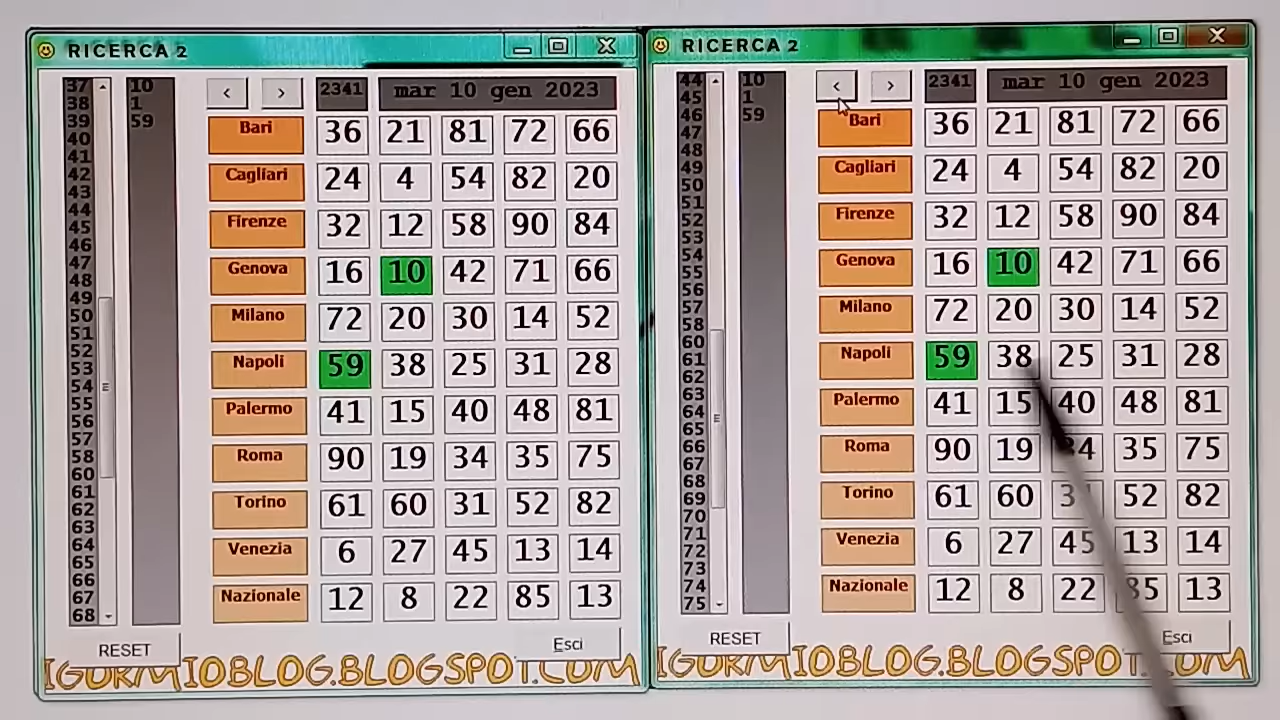 RICERCA 2
37
38
39
40
41
42
43
44
45
46
47
48
49
50
51
52
53
54
55
56
57
58
59
60
61
62
63
64
65
66
67
68
10
1
59
< > 2341 mar 10 gen 2023
Bari 36 21 81 72 66
Cagliari 24 4 54 82 20
Firenze 32 12 58 90 84
Genova 16 10 42 71 66
Milano 72 20 30 14 52
Napoli 59 38 25 31 28
Palermo 41 15 40 48 81
Roma 90 19 34 35 75
Torino 61 60 31 52 82
Venezia 6 27 45 13 14
Nazionale 12 8 22 85 13
RESET Esci
IGORMIOBLOG.BLOGSPOT.COM
RICERCA 2
44
45
46
47
48
49
50
51
52
53
54
55
56
57
58
60
61
62
63
64
65
66
67
68
69
70
71
72
73
74
75
10
1
59
< > 2341 mar 10 gen 2023
Bari 36 21 81 72 66
Cagliari 24 4 54 82 20
Firenze 32 12 58 90 84
Genova 16 10 42 71 66
Milano 72 20 30 14 52
Napoli 59 38 25 31 28
Palermo 41 15 40 48 81
Roma 90 19 34 35 75
Torino 61 60 52 82
Venezia 6 27 45 13 14
Nazionale 12 8 22 85 13
RESET Esci
IGORMIOBLOG.BLOGSPOT.COM